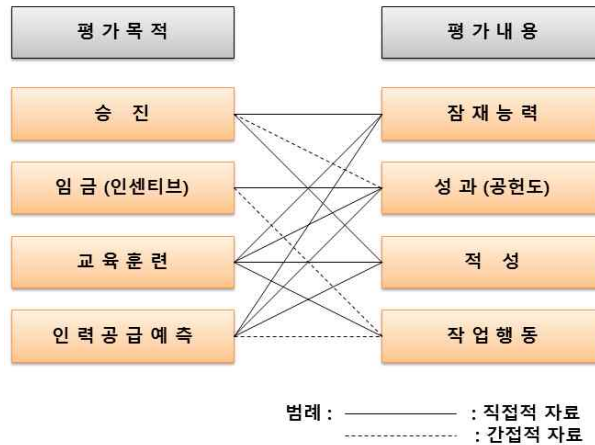 평가목적 평가내용
승 진 잠재능력
임금(인센티브) 성과(공헌도)
교육훈련 적 성
인력공급예측 작업행동
범례 : : 직접적 자료
: 간접적 자료